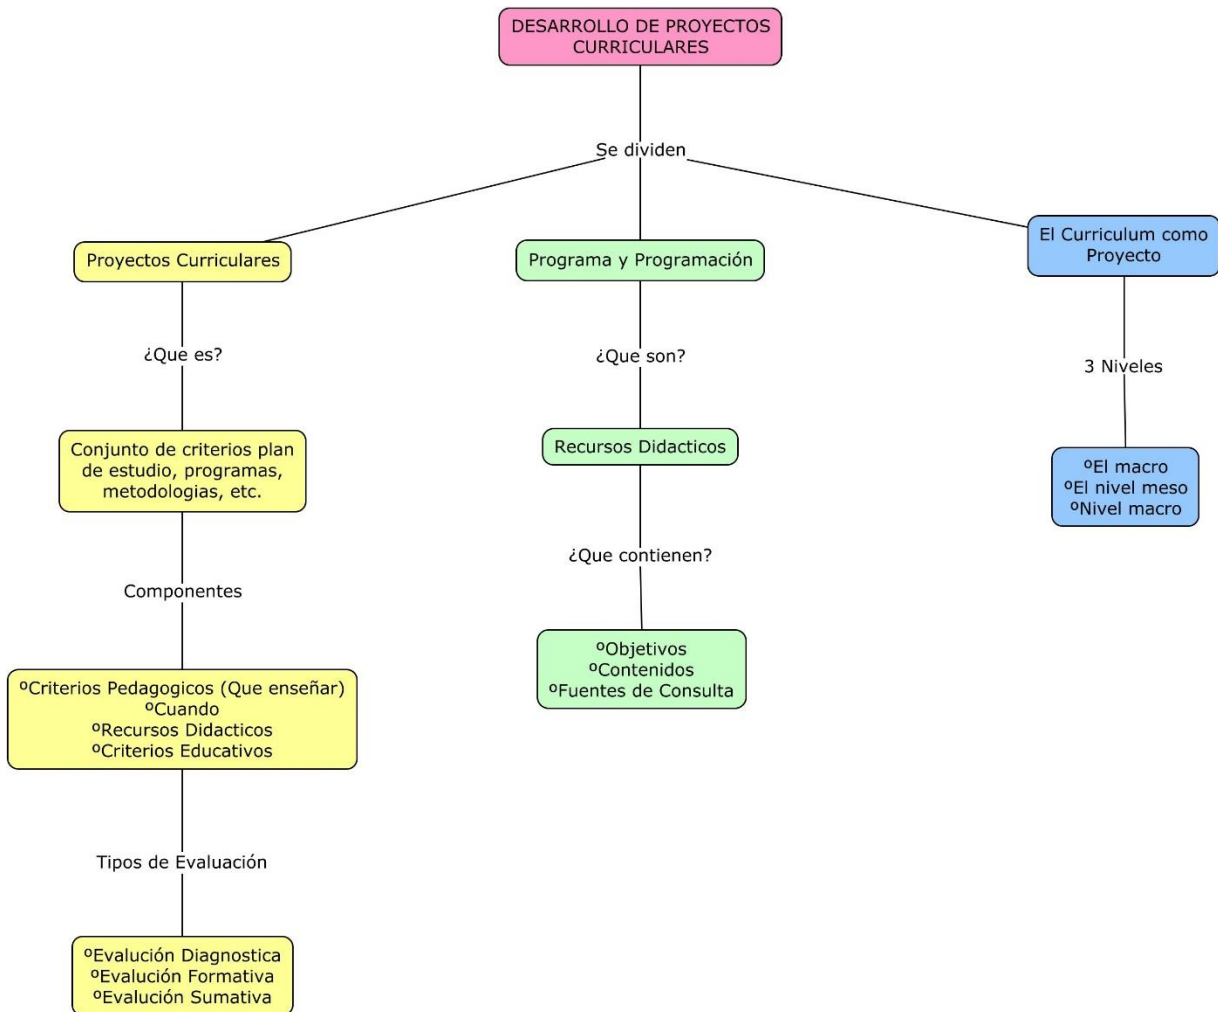 DESARROLLO DE PROYECTOS
CURRICULARES
Se dividen
Proyectos Curriculares
¿Que es?
Conjunto de criterios plan
de estudio, programas,
metodologias, etc.
Componentes
ºCriterios Pedagogicos (Que enseñar)
ºCuando
ºRecursos Didacticos
ºCriterios Educativos
Tipos de Evaluación
ºEvalución Diagnostica
ºEvalución Formativa
ºEvalución Sumativa
Programa y Programación
¿Que son?
Recursos Didacticos
¿Que contienen?
ºObjetivos
ºContenidos
ºFuentes de Consulta
El Curriculum como
Proyecto
3 Niveles
ºEl macro
ºEl nivel meso
ºNivel macro